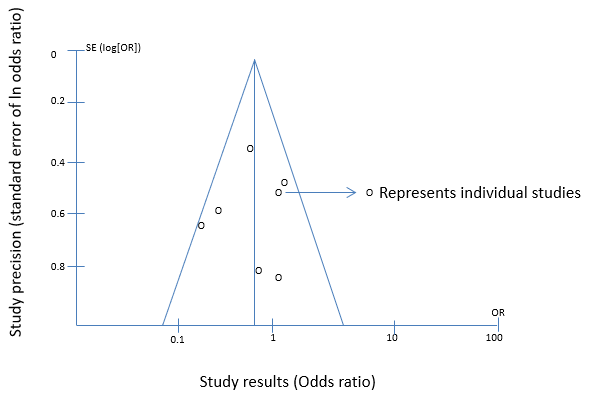 SE (log[OR])
0
0.2
0.4
0.6
0.8
Study precision (standard error of ln odds ratio)
O Represents individual studies
OR
0.1
1
10
100
Study results (Odds ratio)